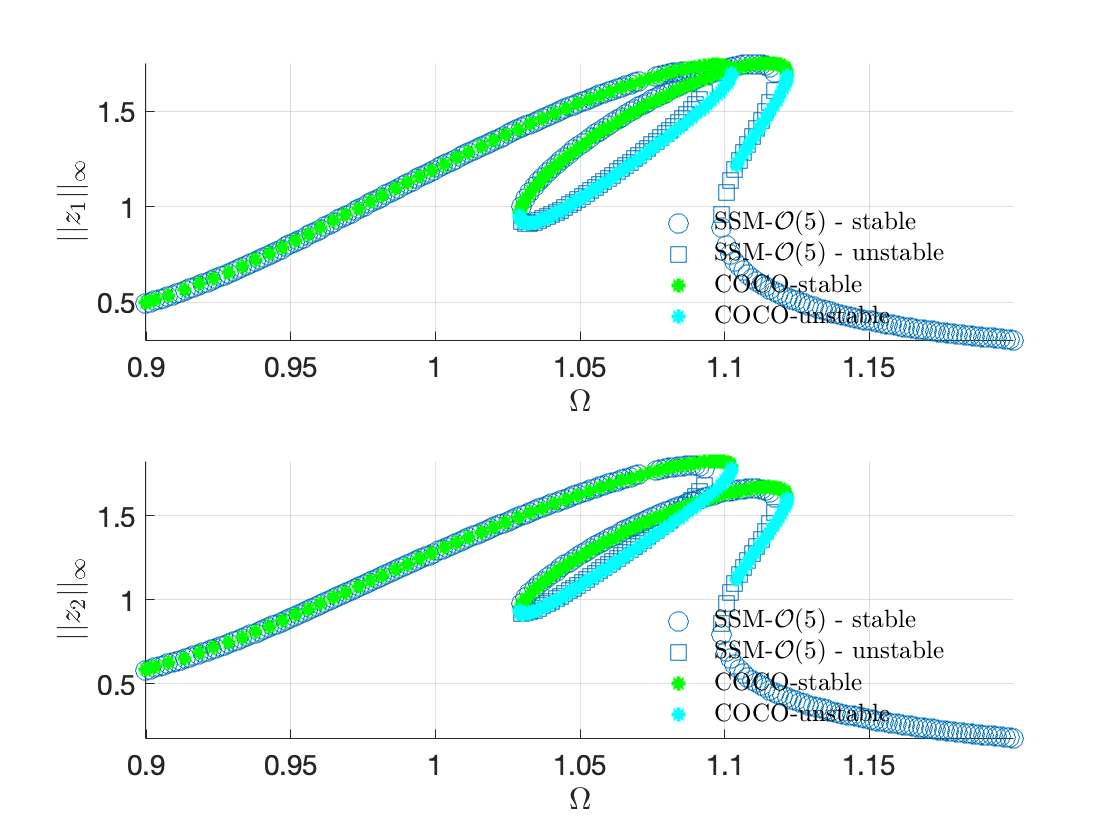 ||z₁||∞
1.5
1
0.5
SSM-𝒪(5) - stable
SSM-𝒪(5) - unstable
COCO-stable
COCO-unstable
0.9 0.95 1 1.05 1.1 1.15
Ω
||z₂||∞
1.5
1
0.5
SSM-𝒪(5) - stable
SSM-𝒪(5) - unstable
COCO-stable
COCO-unstable
0.9 0.95 1 1.05 1.1 1.15
Ω